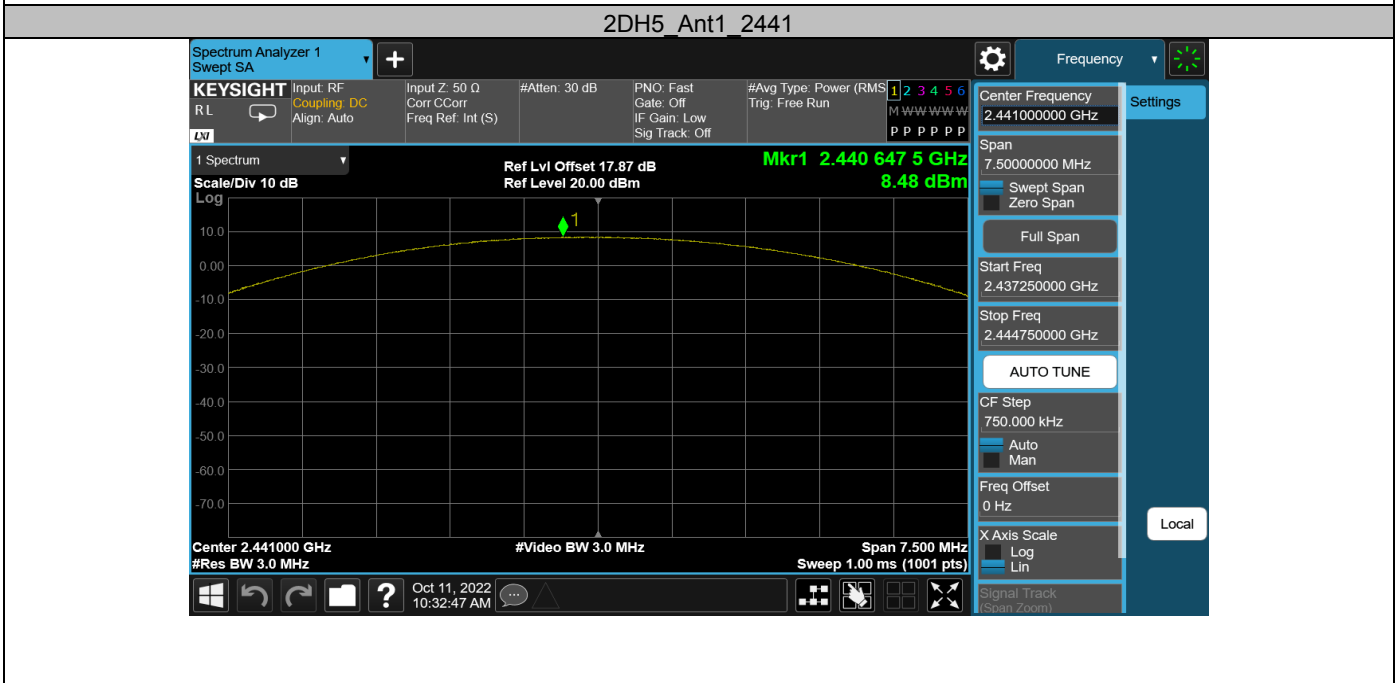 2DH5_Ant1_2441
Spectrum Analyzer 1
Swept SA
Frequency
KEYSIGHT
RL
LXI
Input: RF
Coupling: DC
Align: Auto
Input Z: 50 Ω
Corr CCorr
Freq Ref: Int (S)
#Atten: 30 dB
PNO: Fast
Gate: Off
IF Gain: Low
Sig Track: Off
#Avg Type: Power (RMS
Trig: Free Run
1 2 3 4 5 6
M W W W W W
P P P P P P
1 Spectrum
Scale/Div 10 dB
Log
Ref Lvl Offset 17.87 dB
Ref Level 20.00 dBm
Mkr1 2.440 647 5 GHz
8.48 dBm
1
10.0
0.00
-10.0
-20.0
-30.0
-40.0
-50.0
-60.0
-70.0
Center 2.441000 GHz
#Res BW 3.0 MHz
#Video BW 3.0 MHz
Span 7.500 MHz
Sweep 1.00 ms (1001 pts)
Oct 11, 2022
10:32:47 AM
Center Frequency
2.441000000 GHz
Span
7.50000000 MHz
Swept Span
Zero Span
Full Span
Start Freq
2.437250000 GHz
Stop Freq
2.444750000 GHz
AUTO TUNE
CF Step
750.000 kHz
Auto
Man
Freq Offset
0 Hz
X Axis Scale
Log
Lin
Signal Track
(Span Zoom)
Settings
Local